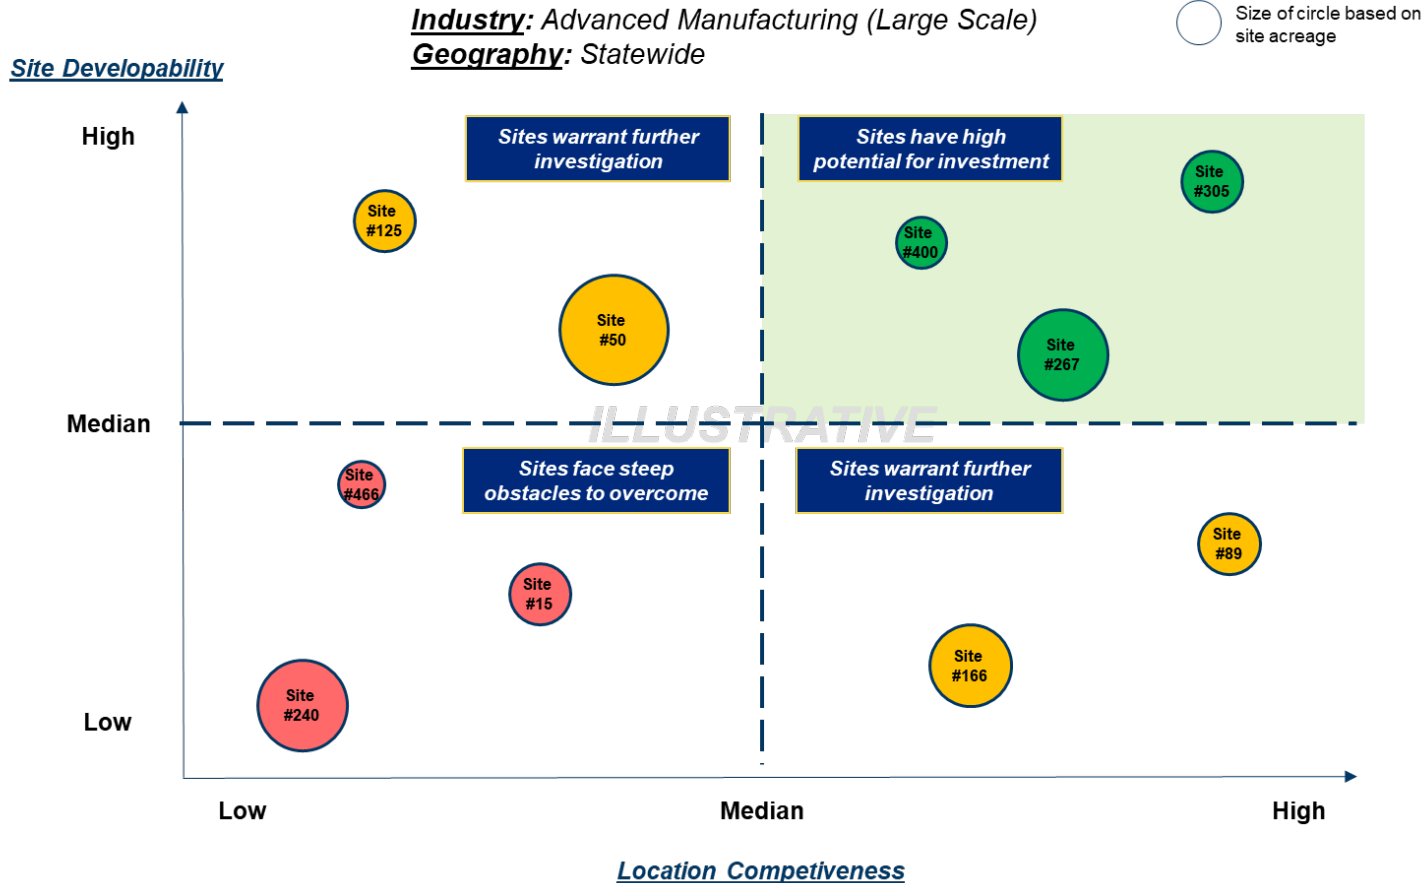 Industry: Advanced Manufacturing (Large Scale)
Geography: Statewide
Size of circle based on
site acreage
Site Developability
High
Sites warrant further
investigation
Sites have high
potential for investment
Site
#305
Site
#125
Site
#400
Site
#50
Site
#267
Median
ILLUSTRATIVE
Sites face steep
obstacles to overcome
Sites warrant further
investigation
Site
#466
Site
#89
Site
#15
Site
#166
Site
#240
Low
Low
Median
High
Location Competiveness